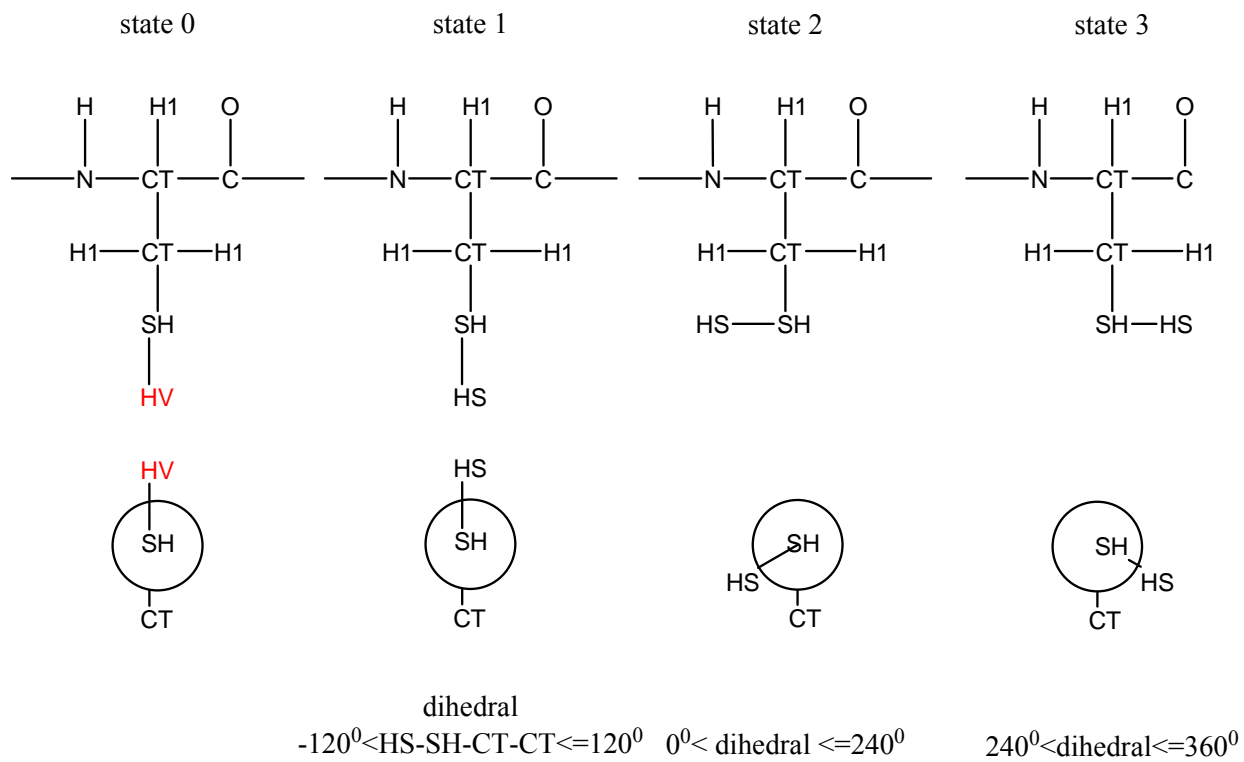 state 0 state 1 state 2 state 3
H H1 O H H1 O H H1 O H H1 O
N CT C N CT C N CT C N CT C
H1 CT H1 H1 CT H1 H1 CT H1 H1 CT H1
SH SH HS SH SH HS
HV HS
HV HS
SH SH SH SH
HS HS
CT CT CT CT
dihedral
-120⁰<HS-SH-CT-CT<=120⁰ 0⁰< dihedral <=240⁰ 240⁰<dihedral<=360⁰